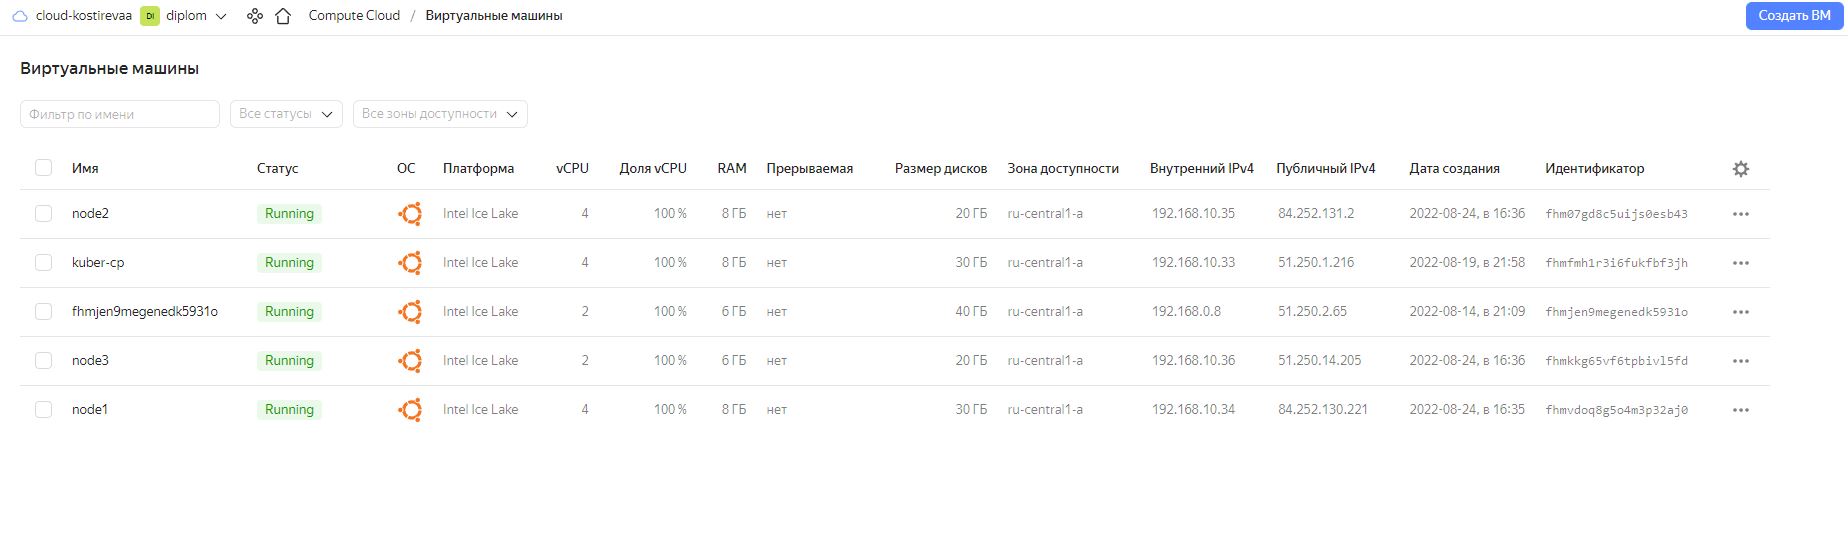 cloud-kostirevaa DI diplom Compute Cloud / Виртуальные машины Создать ВМ
Виртуальные машины
Фильтр по имени Все статусы Все зоны доступности
Имя Статус ОС Платформа vCPU Доля vCPU RAM Прерываемая Размер дисков Зона доступности Внутренний IPv4 Публичный IPv4 Дата создания Идентификатор
node2 Running Intel Ice Lake 4 100 % 8 ГБ нет 20 ГБ ru-central1-a 192.168.10.35 84.252.131.2 2022-08-24, в 16:36 fhm07gd8c5uijs0esb43
kuber-cp Running Intel Ice Lake 4 100 % 8 ГБ нет 30 ГБ ru-central1-a 192.168.10.33 51.250.1.216 2022-08-19, в 21:58 fhmfmh1r3i6fukfbf3jh
fhmjen9megenedk5931o Running Intel Ice Lake 2 100 % 6 ГБ нет 40 ГБ ru-central1-a 192.168.0.8 51.250.2.65 2022-08-14, в 21:09 fhmjen9megenedk5931o
node3 Running Intel Ice Lake 2 100 % 6 ГБ нет 20 ГБ ru-central1-a 192.168.10.36 51.250.14.205 2022-08-24, в 16:36 fhmkkg65vf6tpbivl5fd
node1 Running Intel Ice Lake 4 100 % 8 ГБ нет 30 ГБ ru-central1-a 192.168.10.34 84.252.130.221 2022-08-24, в 16:35 fhmvdoq8g5o4m3p32aj0